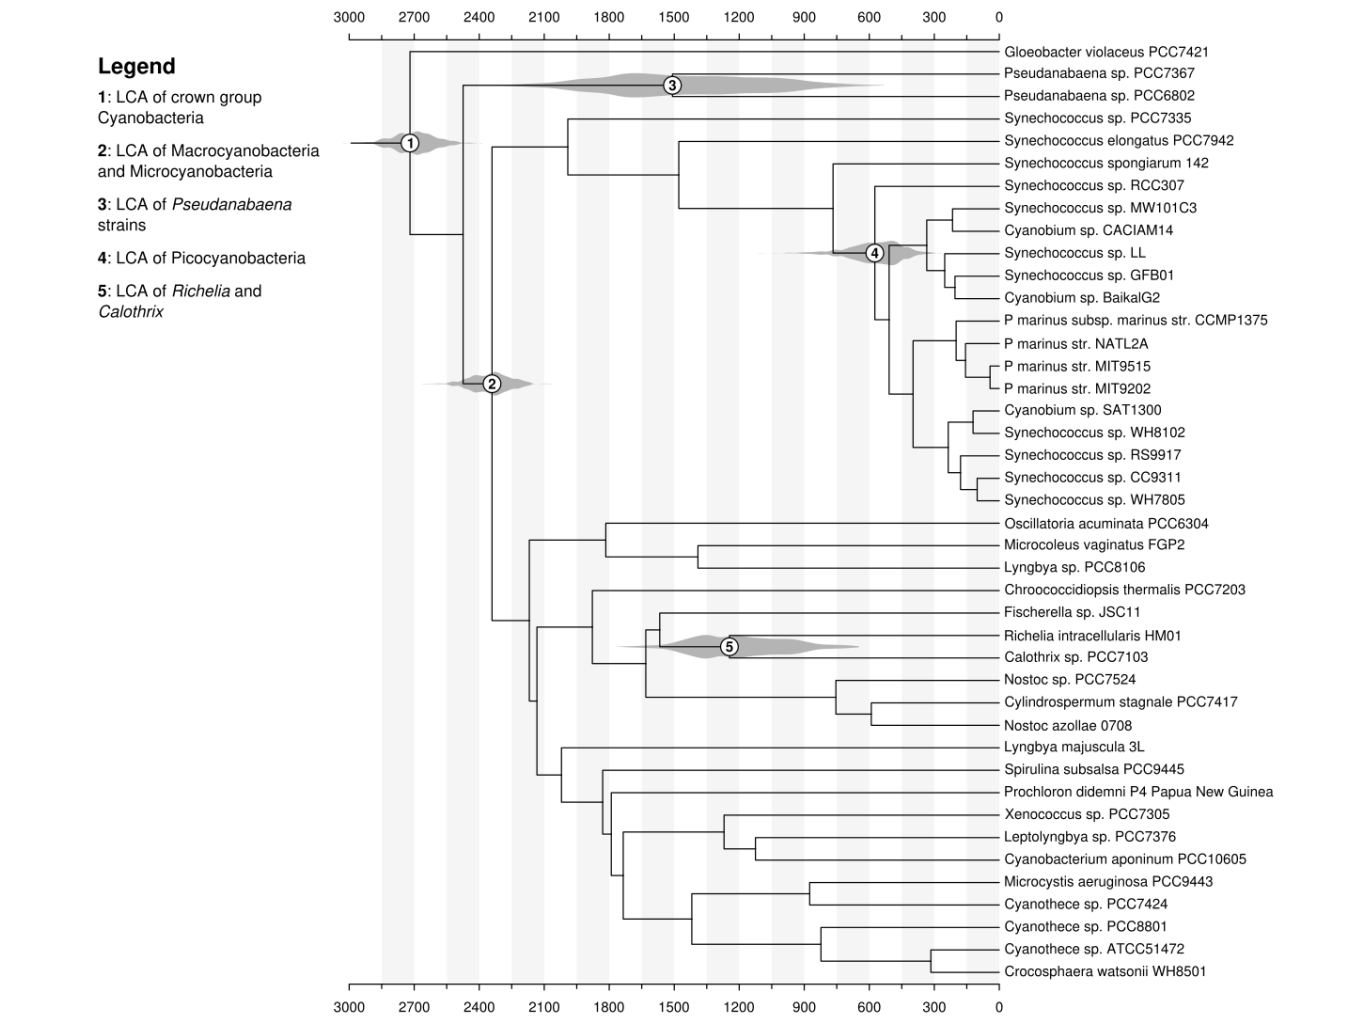 3000 2700 2400 2100 1800 1500 1200 900 600 300 0
Legend
1: LCA of crown group
Cyanobacteria
2: LCA of Macrocyanobacteria
and Microcyanobacteria
3: LCA of Pseudanabaena
strains
4: LCA of Picocyanobacteria
5: LCA of Richelia and
Calothrix
1
2
3
4
5
Gloeobacter violaceus PCC7421
Pseudanabaena sp. PCC7367
Pseudanabaena sp. PCC6802
Synechococcus sp. PCC7335
Synechococcus elongatus PCC7942
Synechococcus spongiarum 142
Synechococcus sp. RCC307
Synechococcus sp. MW101C3
Cyanobium sp. CACIAM14
Synechococcus sp. LL
Synechococcus sp. GFB01
Cyanobium sp. BaikalG2
P marinus subsp. marinus str. CCMP1375
P marinus str. NATL2A
P marinus str. MIT9515
P marinus str. MIT9202
Cyanobium sp. SAT1300
Synechococcus sp. WH8102
Synechococcus sp. RS9917
Synechococcus sp. CC9311
Synechococcus sp. WH7805
Oscillatoria acuminata PCC6304
Microcoleus vaginatus FGP2
Lyngbya sp. PCC8106
Chroococcidiopsis thermalis PCC7203
Fischerella sp. JSC11
Richelia intracellularis HM01
Calothrix sp. PCC7103
Nostoc sp. PCC7524
Cylindrospermum stagnale PCC7417
Nostoc azollae 0708
Lyngbya majuscula 3L
Spirulina subsalsa PCC9445
Prochloron didemni P4 Papua New Guinea
Xenococcus sp. PCC7305
Leptolyngbya sp. PCC7376
Cyanobacterium aponinum PCC10605
Microcystis aeruginosa PCC9443
Cyanothece sp. PCC7424
Cyanothece sp. PCC8801
Cyanothece sp. ATCC51472
Crocosphaera watsonii WH8501
3000 2700 2400 2100 1800 1500 1200 900 600 300 0